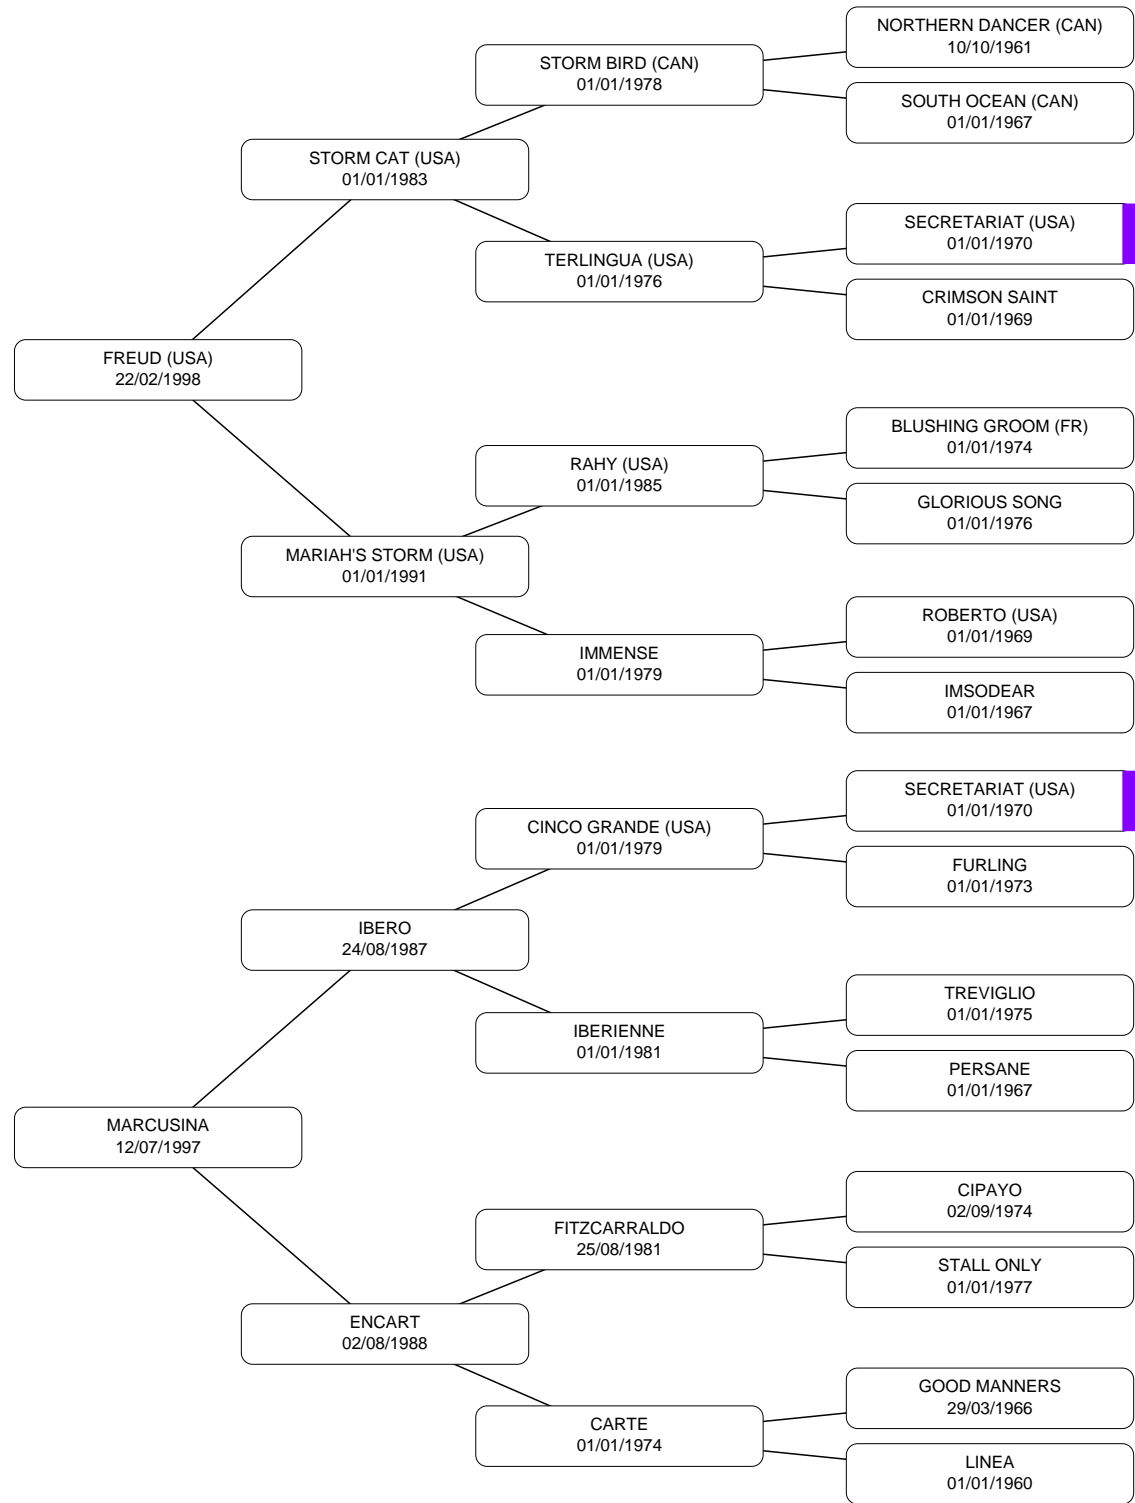 NORTHERN DANCER (CAN)
10/10/1961
STORM BIRD (CAN)
01/01/1978
SOUTH OCEAN (CAN)
01/01/1967
STORM CAT (USA)
01/01/1983
SECRETARIAT (USA)
01/01/1970
TERLINGUA (USA)
01/01/1976
CRIMSON SAINT
01/01/1969
FREUD (USA)
22/02/1998
BLUSHING GROOM (FR)
01/01/1974
RAHY (USA)
01/01/1985
GLORIOUS SONG
01/01/1976
MARIAH'S STORM (USA)
01/01/1991
ROBERTO (USA)
01/01/1969
IMMENSE
01/01/1979
IMSODEAR
01/01/1967
SECRETARIAT (USA)
01/01/1970
CINCO GRANDE (USA)
01/01/1979
FURLING
01/01/1973
IBERO
24/08/1987
TREVIGLIO
01/01/1975
IBERIENNE
01/01/1981
PERSANE
01/01/1967
MARCUSINA
12/07/1997
CIPAYO
02/09/1974
FITZCARRALDO
25/08/1981
STALL ONLY
01/01/1977
ENCART
02/08/1988
GOOD MANNERS
29/03/1966
CARTE
01/01/1974
LINEA
01/01/1960